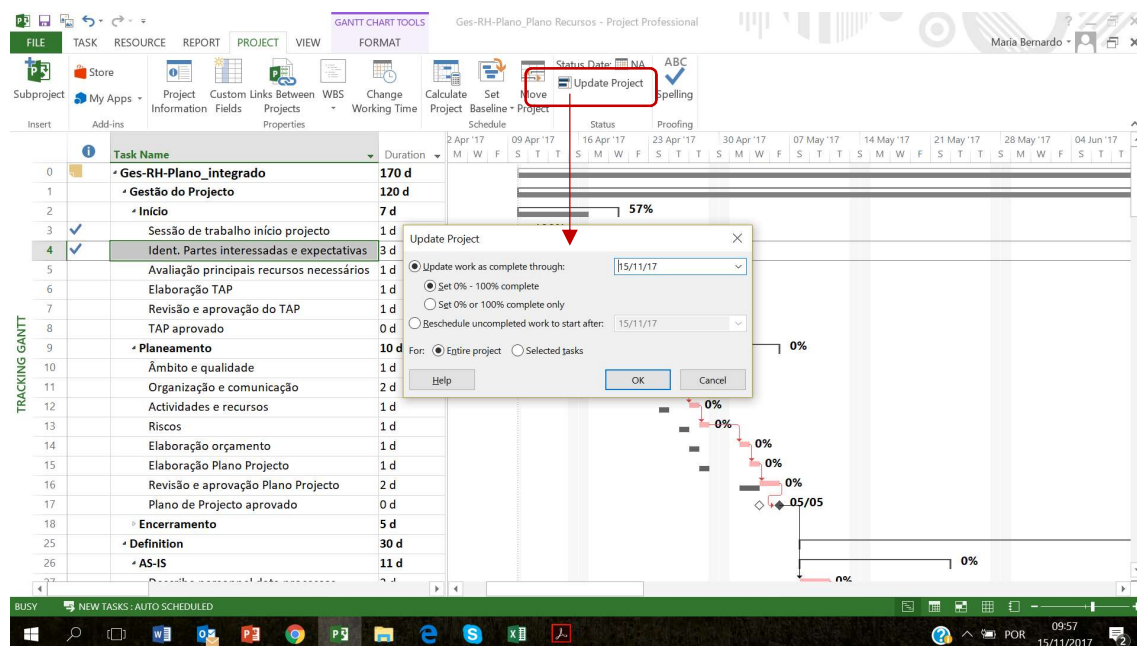 GANTT CHART TOOLS
Ges-RH-Plano_Plano Recursos - Project Professional
FILE TASK RESOURCE REPORT PROJECT VIEW FORMAT
Maria Bernardo
Subproject
Store
My Apps
Project Information
Custom Fields
Links Between Projects
WBS
Change Working Time
Calculate Project
Set Baseline
Move Project
Status Date: NA
Update Project
ABC
Spelling
Insert Add-ins Properties Schedule Status Proofing
Task Name Duration
2 Apr '17 09 Apr '17 16 Apr '17 23 Apr '17 30 Apr '17 07 May '17 14 May '17 21 May '17 28 May '17 04 Jun '17
M W F S T T S M W F S T T S M W F S T T S M W F S T T S M W F S T T
0 Ges-RH-Plano_integrado 170 d
1 Gestão do Projecto 120 d
2 Início 7 d 57%
3 Sessão de trabalho início projecto 1 d
4 Ident. Partes interessadas e expectativas 3 d
5 Avaliação principais recursos necessários 1 d
6 Elaboração TAP 1 d
7 Revisão e aprovação do TAP 1 d
8 TAP aprovado 0 d
9 Planeamento 10 d 0%
10 Âmbito e qualidade 1 d
11 Organização e comunicação 2 d
12 Actividades e recursos 1 d 0%
13 Riscos 1 d 0%
14 Elaboração orçamento 1 d 0%
15 Elaboração Plano Projecto 1 d 0%
16 Revisão e aprovação Plano Projecto 2 d 0%
17 Plano de Projecto aprovado 0 d 05/05
18 Encerramento 5 d
25 Definition 30 d
26 AS-IS 11 d 0%
TRACKING GANTT
Update Project
Update work as complete through: 15/11/17
Set 0% - 100% complete
Set 0% or 100% complete only
Reschedule uncompleted work to start after: 15/11/17
For: Entire project Selected tasks
Help OK Cancel
BUSY NEW TASKS : AUTO SCHEDULED
POR
09:57
15/11/2017
2